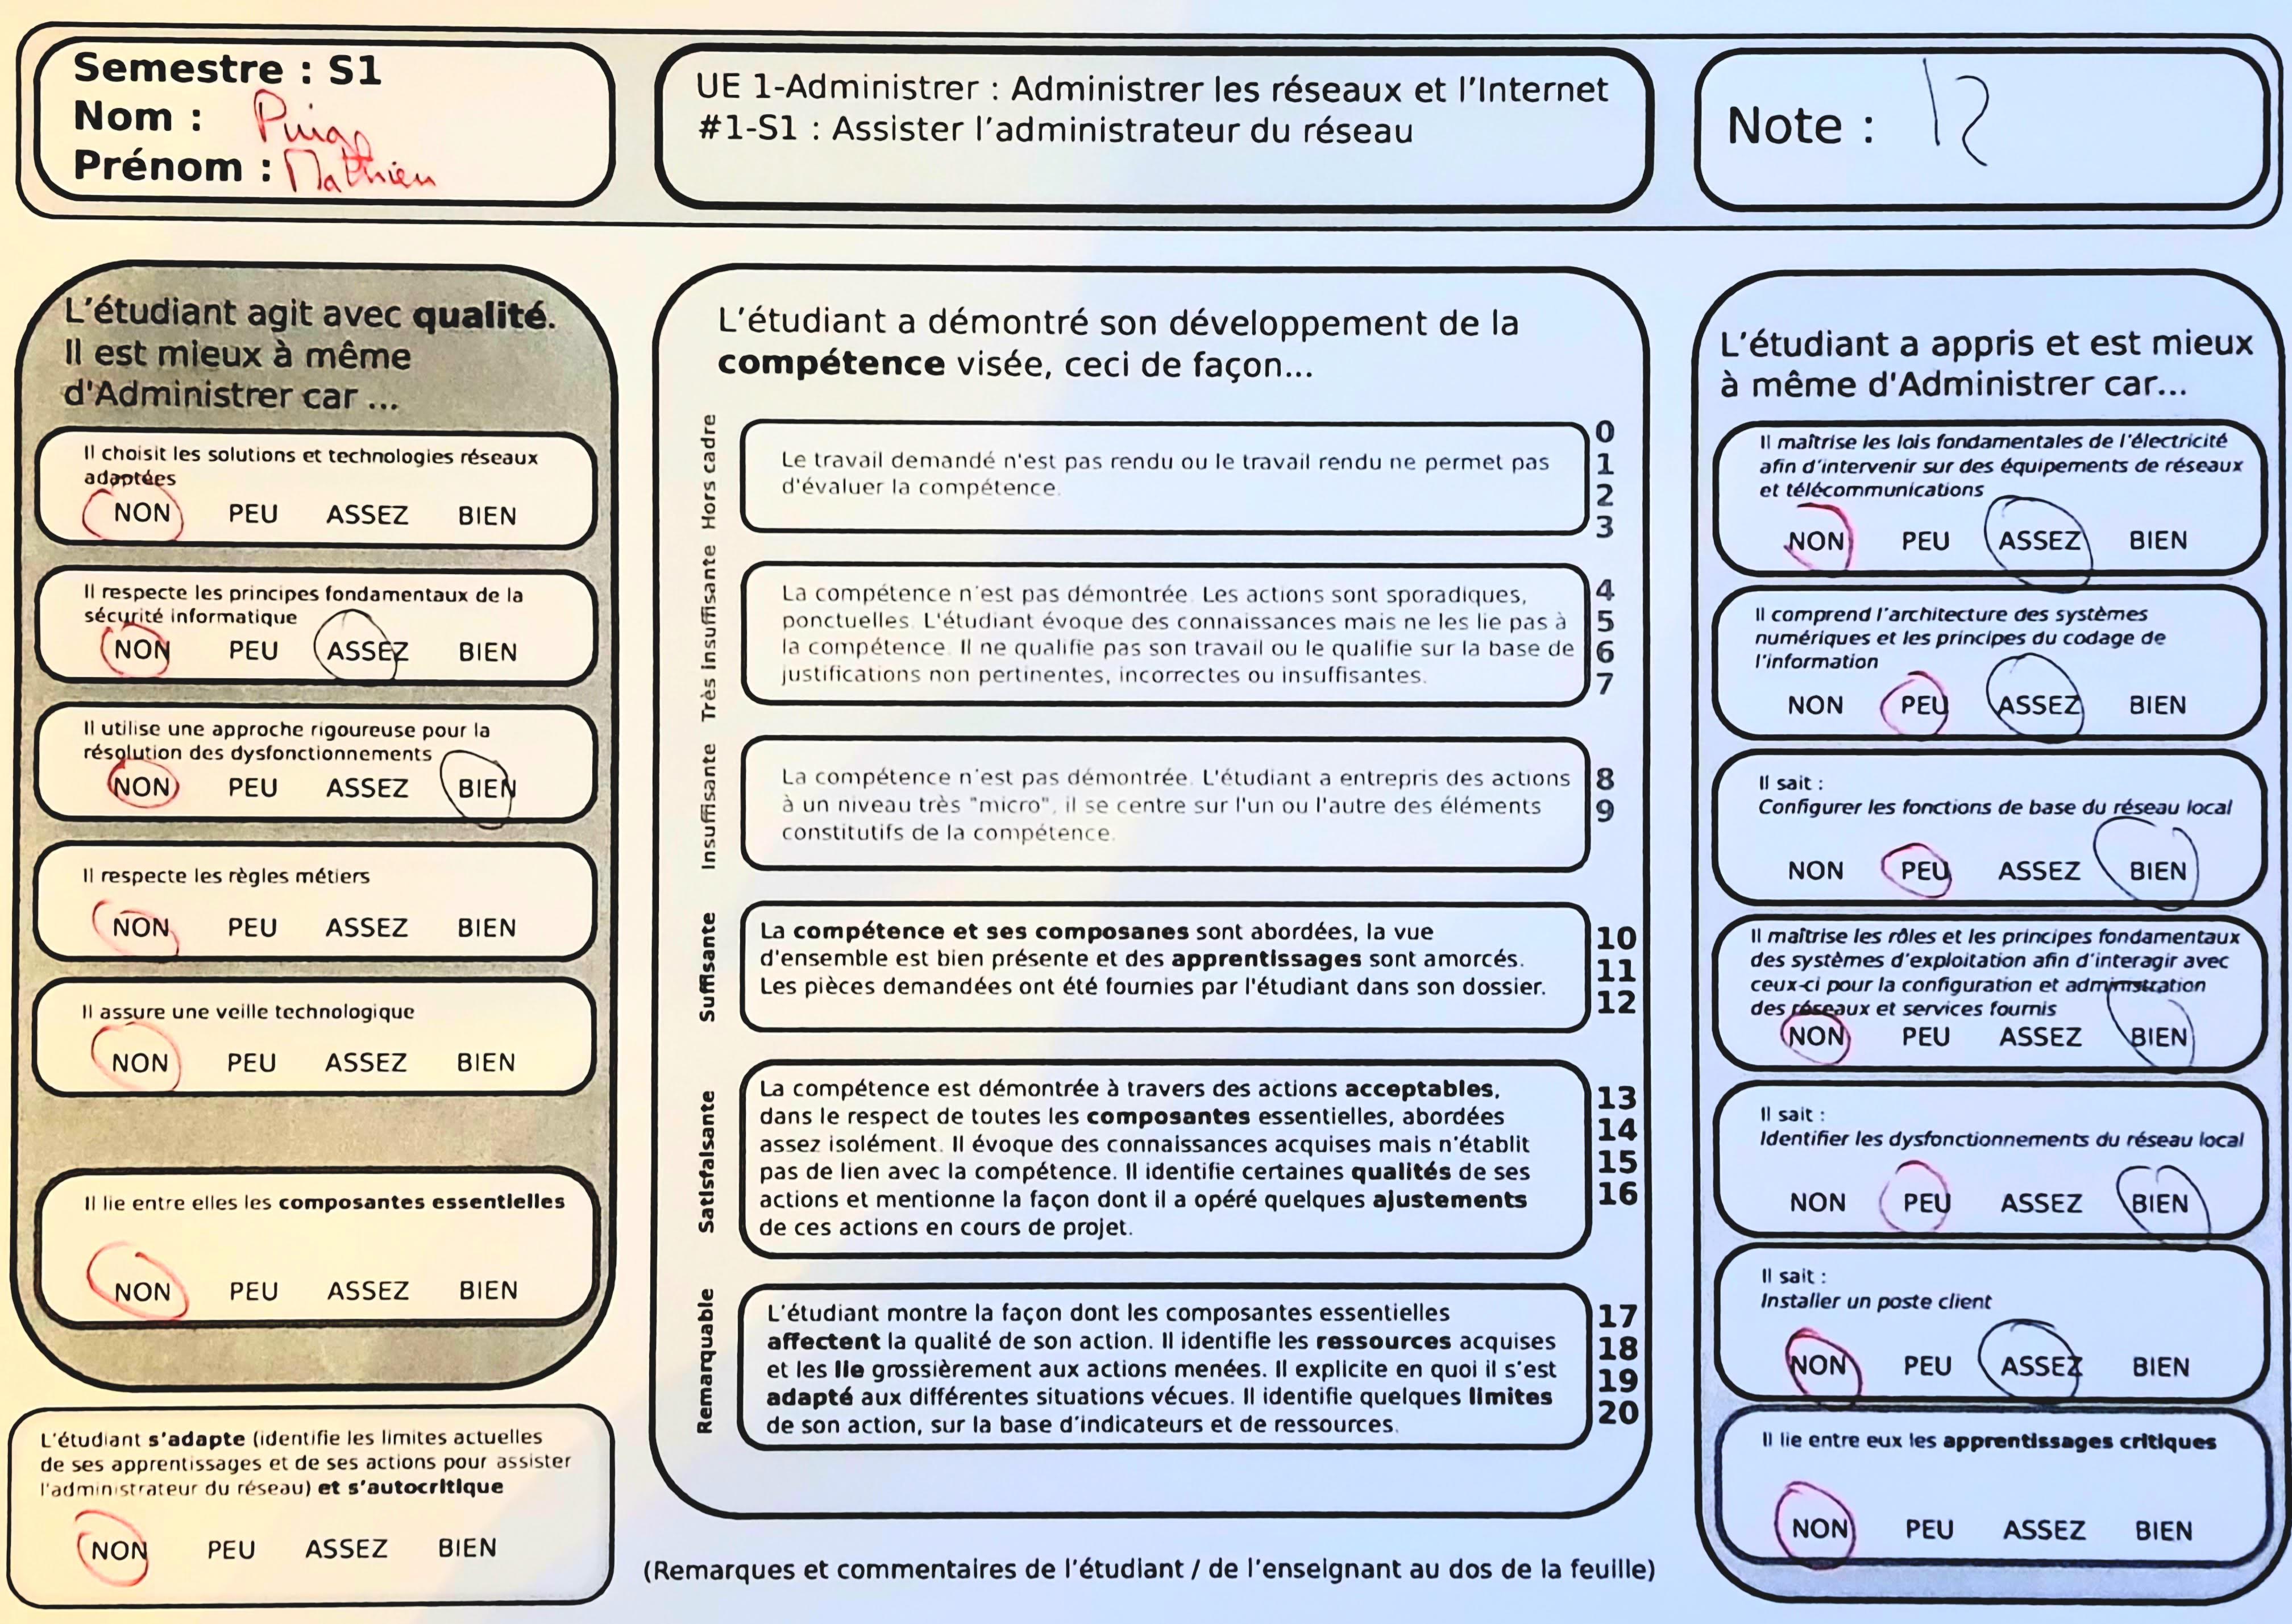 Semestre : S1
Nom : Puig
Prénom : Mathieu
UE 1-Administrer : Administrer les réseaux et l'Internet
#1-S1 : Assister l'administrateur du réseau
Note : 12
L'étudiant agit avec qualité.
Il est mieux à même
d'Administrer car ...
Il choisit les solutions et technologies réseaux
adaptées
NON PEU ASSEZ BIEN
Il respecte les principes fondamentaux de la
sécurité informatique
NON PEU ASSEZ BIEN
Il utilise une approche rigoureuse pour la
résolution des dysfonctionnements
NON PEU ASSEZ BIEN
Il respecte les règles métiers
NON PEU ASSEZ BIEN
Il assure une veille technologique
NON PEU ASSEZ BIEN
Il lie entre elles les composantes essentielles
NON PEU ASSEZ BIEN
L'étudiant s'adapte (identifie les limites actuelles
de ses apprentissages et de ses actions pour assister
l'administrateur du réseau) et s'autocritique
NON PEU ASSEZ BIEN
L'étudiant a démontré son développement de la
compétence visée, ceci de façon...
Hors cadre
Le travail demandé n'est pas rendu ou le travail rendu ne permet pas
d'évaluer la compétence.
0
1
2
3
Très insuffisante
La compétence n'est pas démontrée. Les actions sont sporadiques,
ponctuelles. L'étudiant évoque des connaissances mais ne les lie pas à
la compétence. Il ne qualifie pas son travail ou le qualifie sur la base de
justifications non pertinentes, incorrectes ou insuffisantes.
4
5
6
7
Insuffisante
La compétence n'est pas démontrée. L'étudiant a entrepris des actions
à un niveau très "micro", il se centre sur l'un ou l'autre des éléments
constitutifs de la compétence.
8
9
Suffisante
La compétence et ses composanes sont abordées, la vue
d'ensemble est bien présente et des apprentissages sont amorcés.
Les pièces demandées ont été fournies par l'étudiant dans son dossier.
10
11
12
Satisfaisante
La compétence est démontrée à travers des actions acceptables,
dans le respect de toutes les composantes essentielles, abordées
assez isolément. Il évoque des connaissances acquises mais n'établit
pas de lien avec la compétence. Il identifie certaines qualités de ses
actions et mentionne la façon dont il a opéré quelques ajustements
de ces actions en cours de projet.
13
14
15
16
Remarquable
L'étudiant montre la façon dont les composantes essentielles
affectent la qualité de son action. Il identifie les ressources acquises
et les lie grossièrement aux actions menées. Il explicite en quoi il s'est
adapté aux différentes situations vécues. Il identifie quelques limites
de son action, sur la base d'indicateurs et de ressources.
17
18
19
20
(Remarques et commentaires de l'étudiant / de l'enseignant au dos de la feuille)
L'étudiant a appris et est mieux
à même d'Administrer car...
Il maîtrise les lois fondamentales de l'électricité
afin d'intervenir sur des équipements de réseaux
et télécommunications
NON PEU ASSEZ BIEN
Il comprend l'architecture des systèmes
numériques et les principes du codage de
l'information
NON PEU ASSEZ BIEN
Il sait :
Configurer les fonctions de base du réseau local
NON PEU ASSEZ BIEN
Il maîtrise les rôles et les principes fondamentaux
des systèmes d'exploitation afin d'interagir avec
ceux-ci pour la configuration et administration
des réseaux et services fournis
NON PEU ASSEZ BIEN
Il sait :
Identifier les dysfonctionnements du réseau local
NON PEU ASSEZ BIEN
Il sait :
Installer un poste client
NON PEU ASSEZ BIEN
Il lie entre eux les apprentissages critiques
NON PEU ASSEZ BIEN